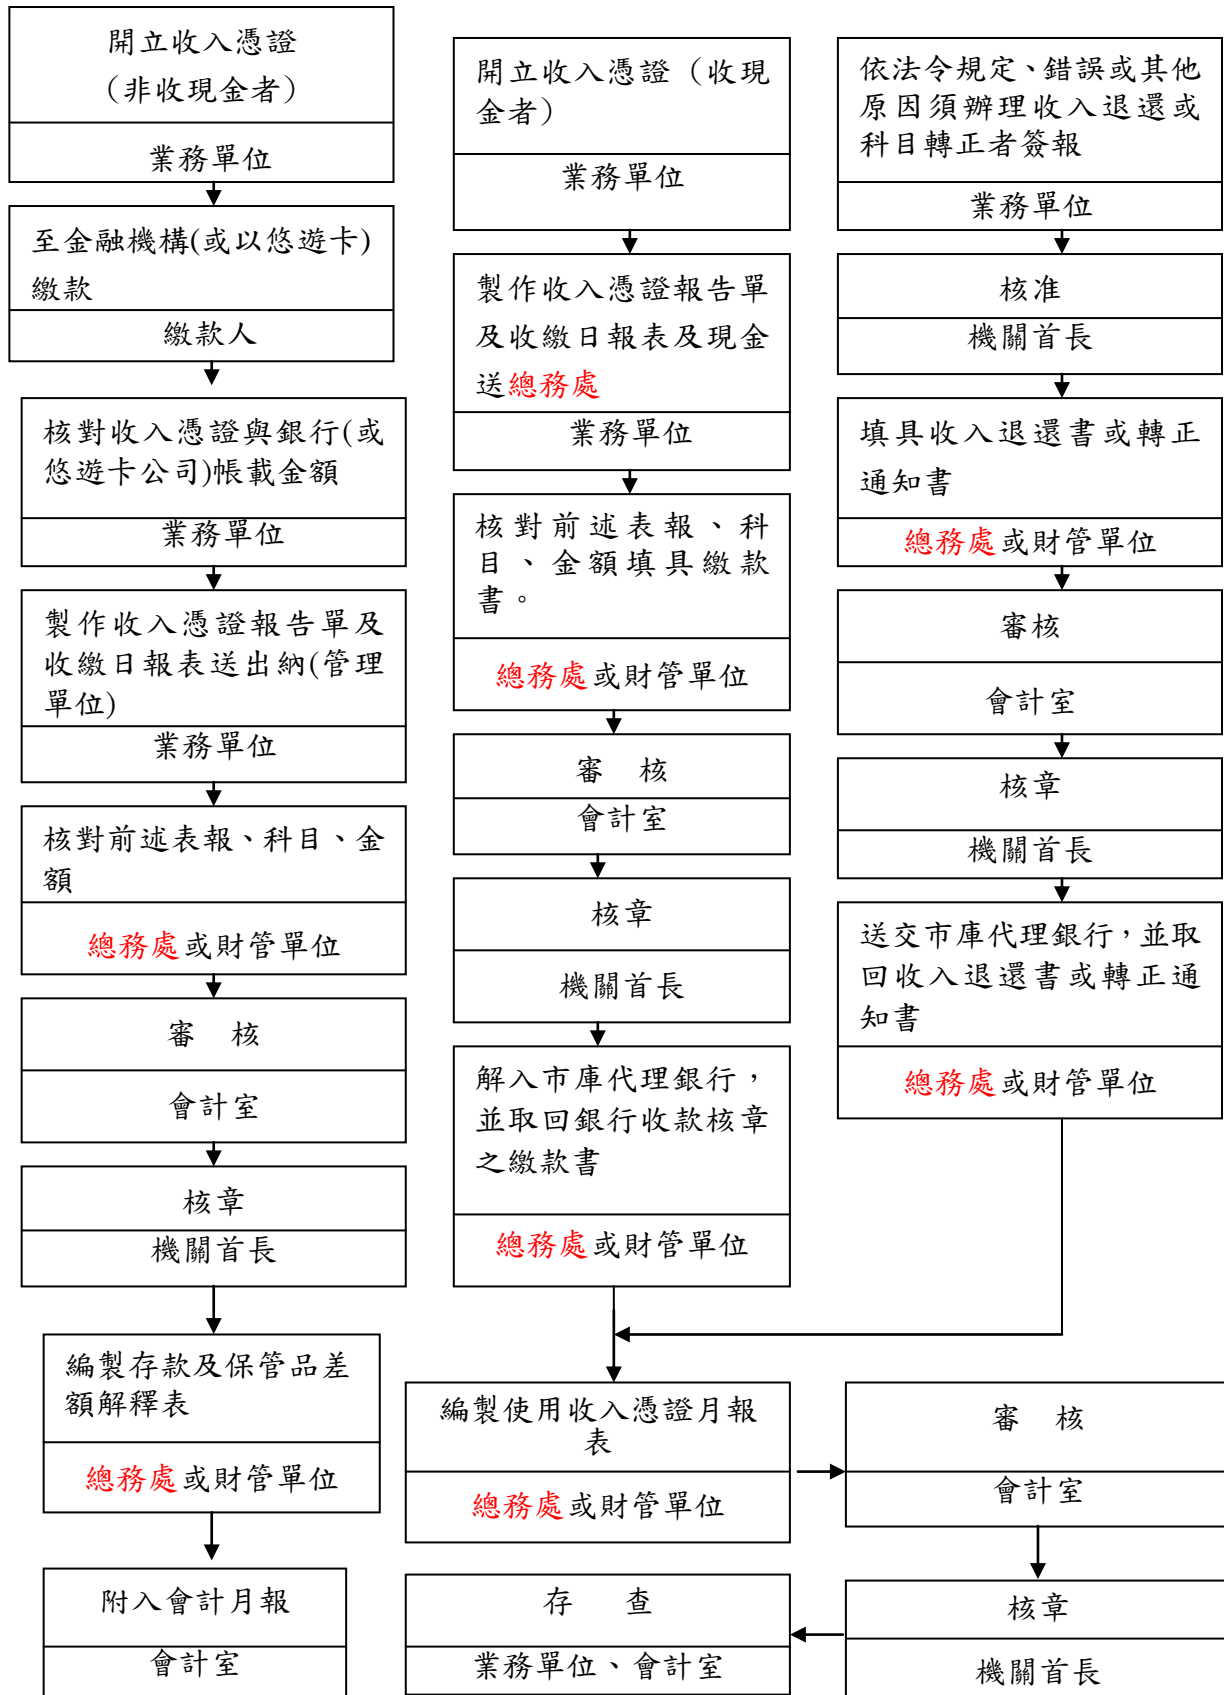 開立收入憑證
(非收現金者)
業務單位
至金融機構(或以悠遊卡)
繳款
繳款人
核對收入憑證與銀行(或
悠遊卡公司)帳載金額
業務單位
製作收入憑證報告單及
收繳日報表送出納(管理
單位)
業務單位
核對前述表報、科目、金
額
總務處或財管單位
審　核
會計室
核章
機關首長
編製存款及保管品差
額解釋表
總務處或財管單位
附入會計月報
會計室
開立收入憑證（收現
金者）
業務單位
製作收入憑證報告單
及收繳日報表及現金
送總務處
業務單位
核對前述表報、科
目、金額填具繳款
書。
總務處或財管單位
審　核
會計室
核章
機關首長
解入市庫代理銀行，
並取回銀行收款核章
之繳款書
總務處或財管單位
編製使用收入憑證月報
表
總務處或財管單位
存　查
業務單位、會計室
依法令規定、錯誤或其他
原因須辦理收入退還或
科目轉正者簽報
業務單位
核准
機關首長
填具收入退還書或轉正
通知書
總務處或財管單位
審核
會計室
核章
機關首長
送交市庫代理銀行，並取
回收入退還書或轉正通
知書
總務處或財管單位
審　核
會計室
核章
機關首長